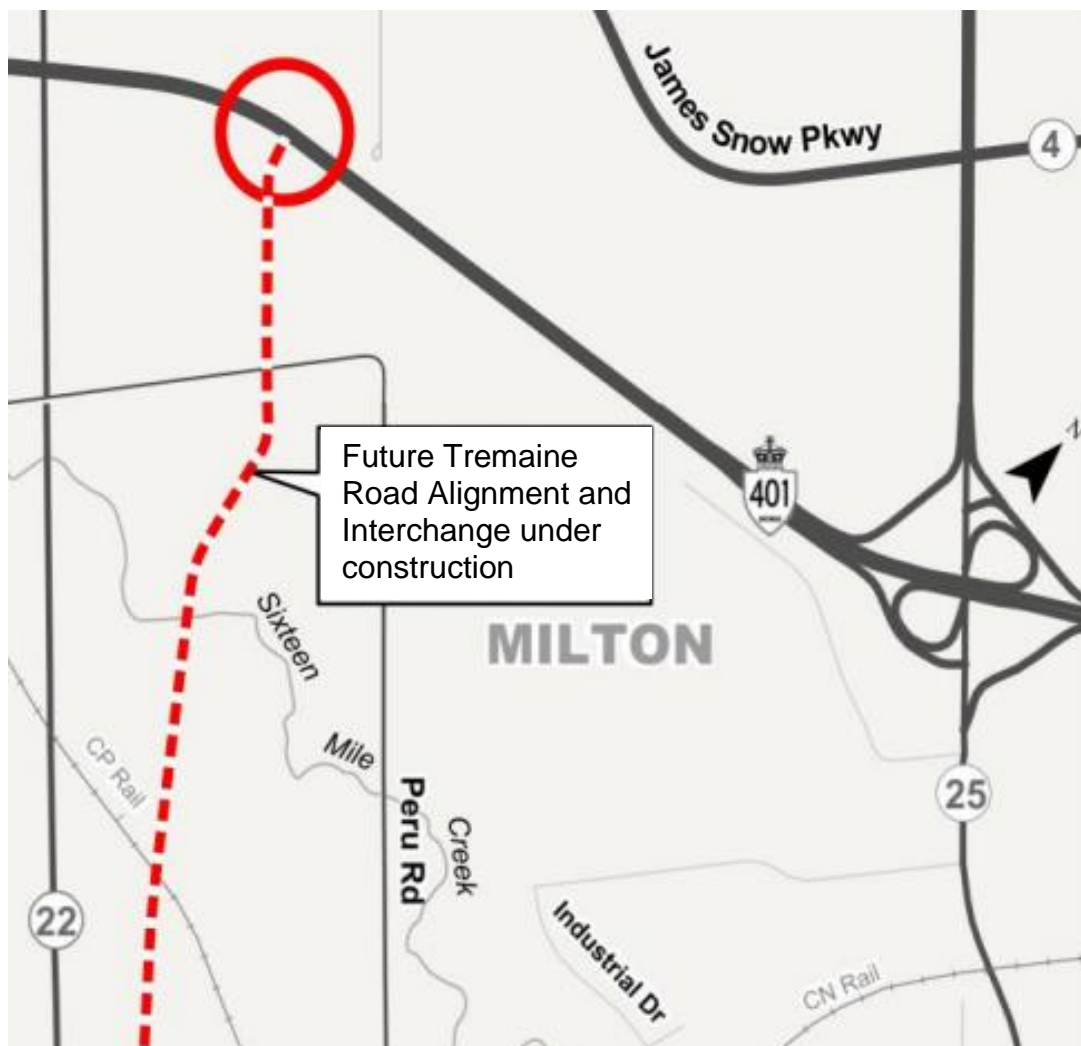 James Snow Pkwy
4
Future Tremaine
Road Alignment and
Interchange under
construction
401
N
Sixteen
Mile
Creek
MILTON
CP Rail
Peru Rd
25
22
Industrial Dr
CN Rail